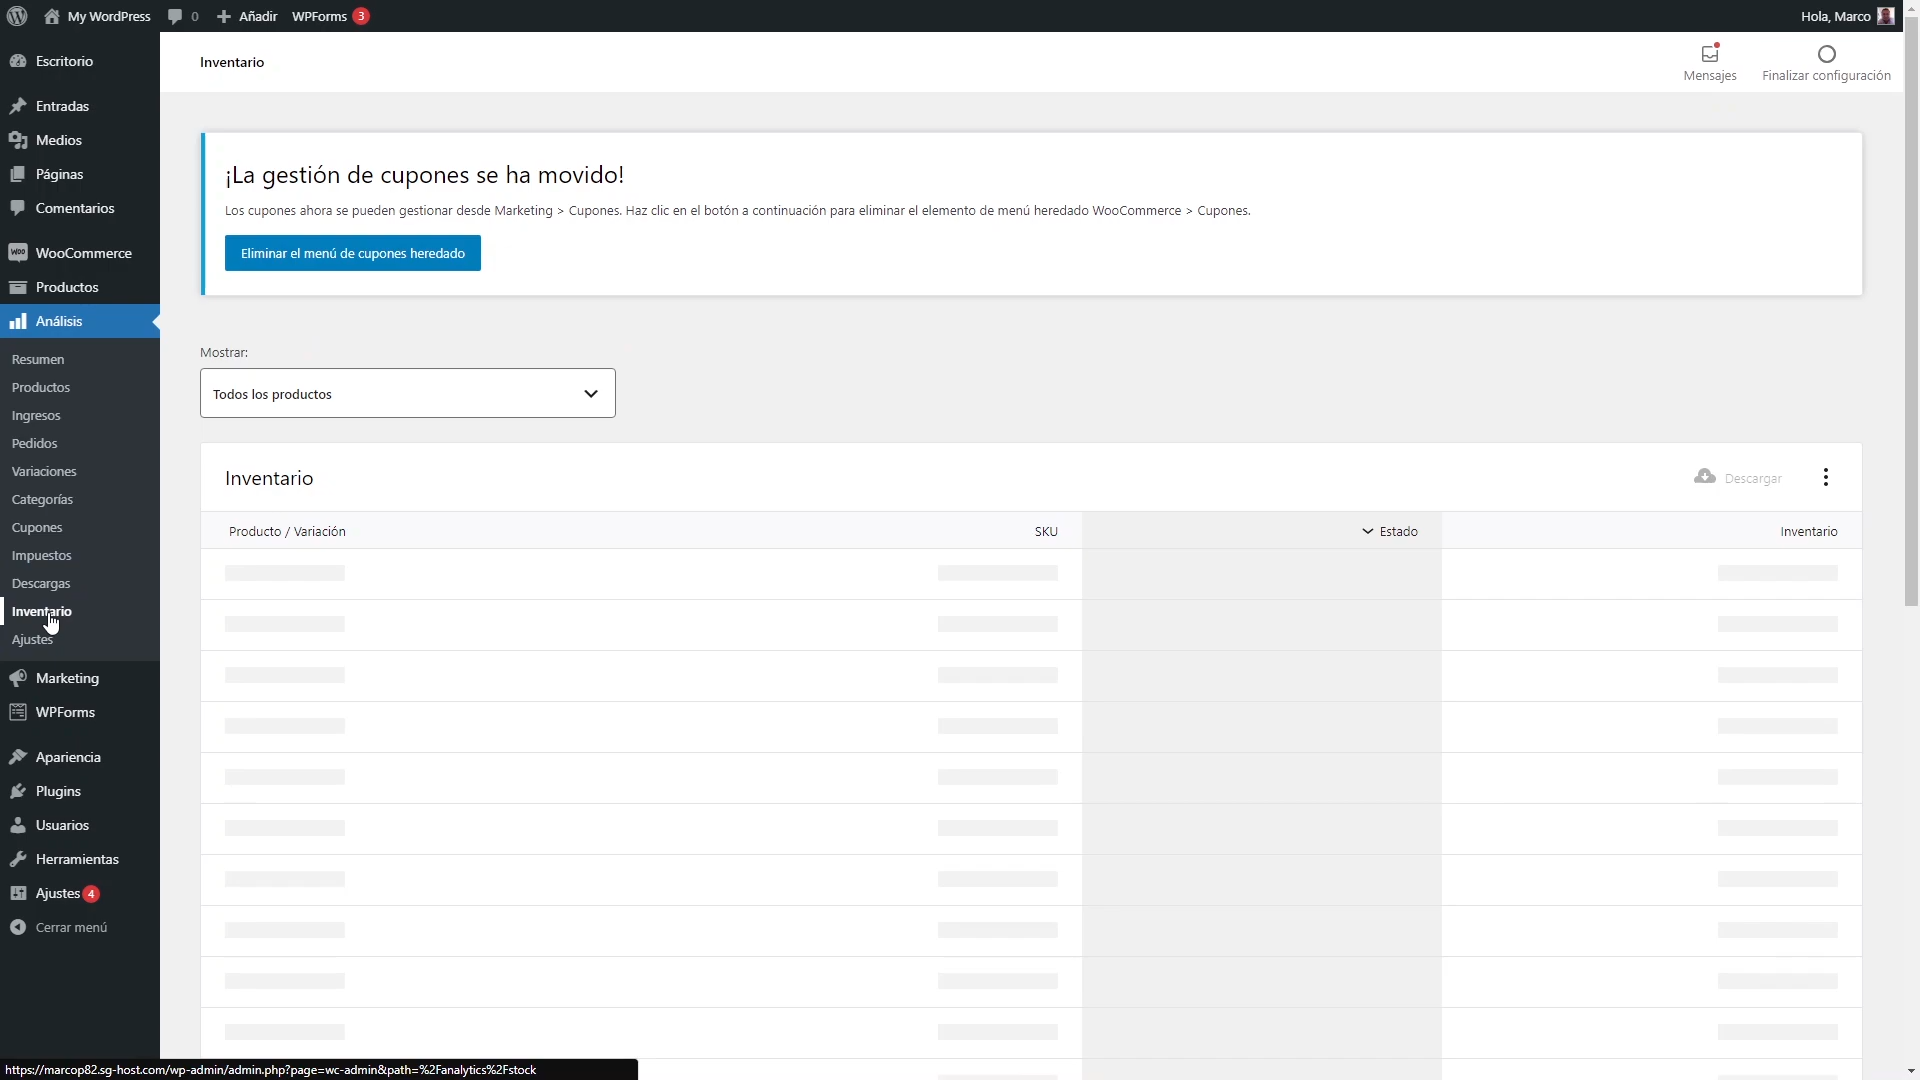 My WordPress
0
Añadir
WPForms 3
Hola, Marco
Escritorio
Entradas
Medios
Páginas
Comentarios
WooCommerce
Productos
Análisis
Resumen
Productos
Ingresos
Pedidos
Variaciones
Categorías
Cupones
Impuestos
Descargas
Inventario
Ajustes
Marketing
WPForms
Apariencia
Plugins
Usuarios
Herramientas
Ajustes 4
Cerrar menú
Inventario
Mensajes
Finalizar configuración
¡La gestión de cupones se ha movido!
Los cupones ahora se pueden gestionar desde Marketing > Cupones. Haz clic en el botón a continuación para eliminar el elemento de menú heredado WooCommerce > Cupones.
Eliminar el menú de cupones heredado
Mostrar:
Todos los productos
Inventario
Descargar
Producto / Variación
SKU
Estado
Inventario
https://marcop82.sg-host.com/wp-admin/admin.php?page=wc-admin&path=%2Fanalytics%2Fstock